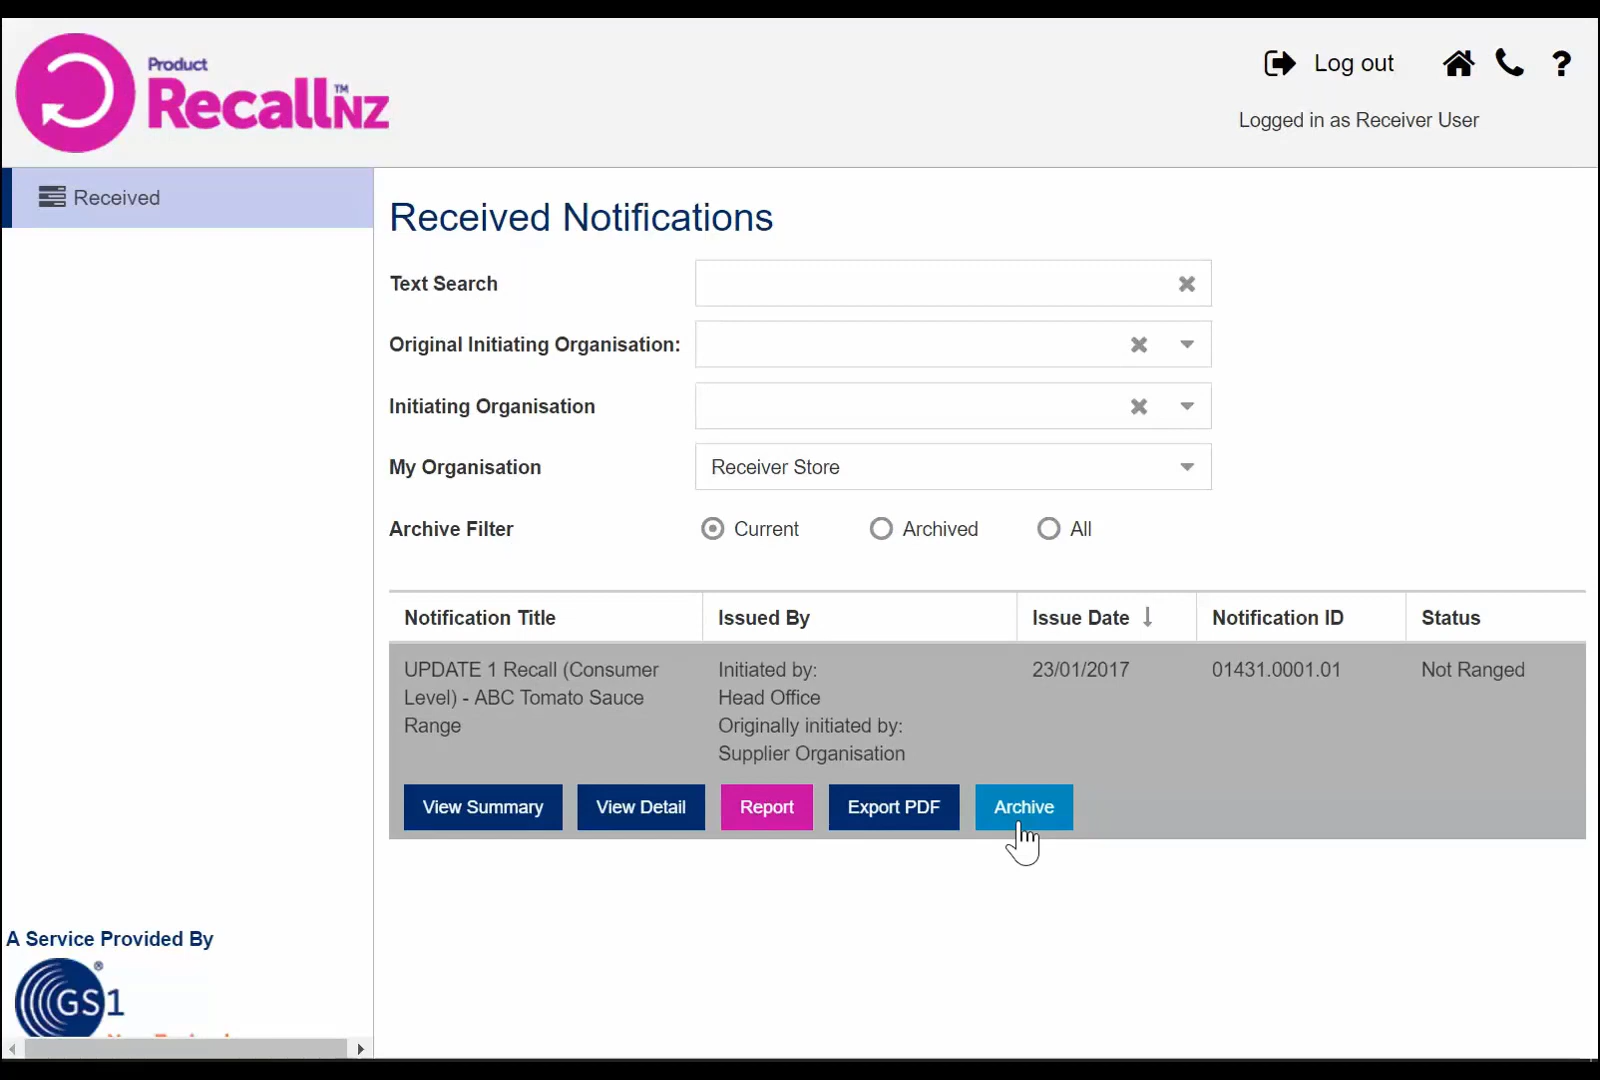 Product
Recall™NZ
Log out
?
Logged in as Receiver User
Received
Received Notifications
Text Search
Original Initiating Organisation:
Initiating Organisation
My Organisation
Receiver Store
Archive Filter
Current
Archived
All
Notification Title
Issued By
Issue Date
Notification ID
Status
UPDATE 1 Recall (Consumer
Level) - ABC Tomato Sauce
Range
Initiated by:
Head Office
Originally initiated by:
Supplier Organisation
23/01/2017
01431.0001.01
Not Ranged
View Summary
View Detail
Report
Export PDF
Archive
A Service Provided By
GS1
®